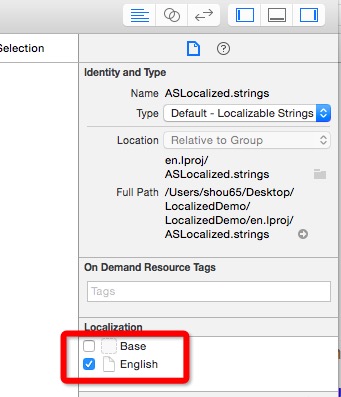 Selection
Identity and Type
Name ASLocalized.strings
Type Default - Localizable Strings
Location Relative to Group
en.lproj/
ASLocalized.strings
Full Path /Users/shou65/Desktop/
LocalizedDemo/
LocalizedDemo/en.lproj/
ASLocalized.strings
On Demand Resource Tags
Tags
Localization
Base
English